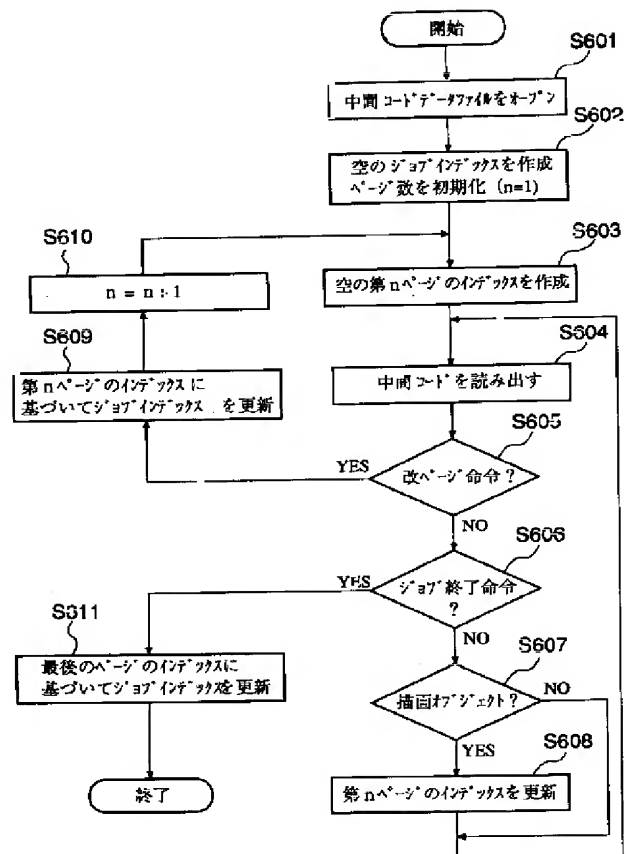 開始
S601
中間コードデータファイルをオープン
S602
空のジョブインデックスを作成
ページ数を初期化 (n=1)
S603
空の第nページのインデックスを作成
S604
中間コードを読み出す
S605
改ページ命令?
YES
NO
S610
n = n + 1
S609
第nページのインデックスに
基づいてジョブインデックス を更新
S606
ジョブ終了命令
?
YES
NO
S611
最後のページのインデックスに
基づいてジョブインデックスを更新
終了
S607
描画オブジェクト?
NO
YES
S608
第nページのインデックスを更新